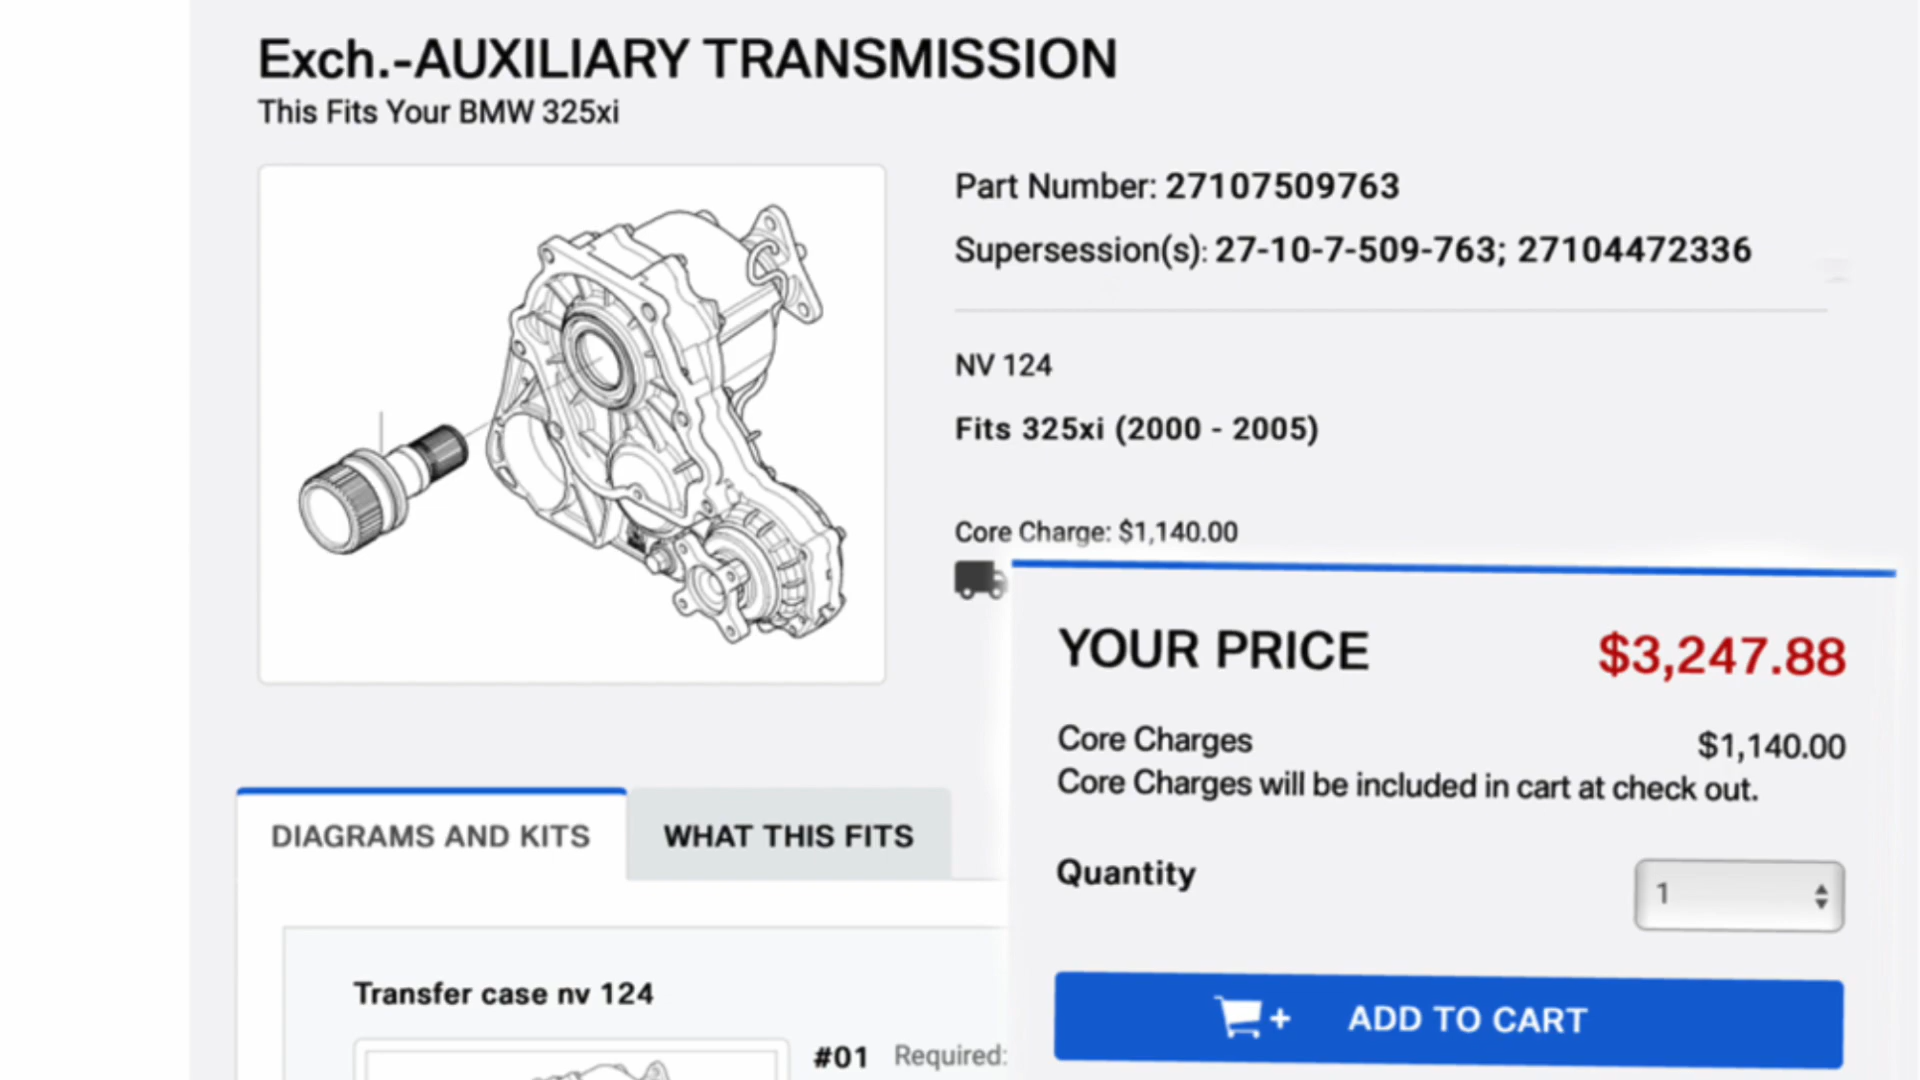 Exch.-AUXILIARY TRANSMISSION
This Fits Your BMW 325xi
Part Number: 27107509763
Supersession(s): 27-10-7-509-763; 27104472336
NV 124
Fits 325xi (2000 - 2005)
Core Charge: $1,140.00
YOUR PRICE $3,247.88
Core Charges $1,140.00
Core Charges will be included in cart at check out.
Quantity 1
ADD TO CART
DIAGRAMS AND KITS WHAT THIS FITS
Transfer case nv 124
#01 Required: